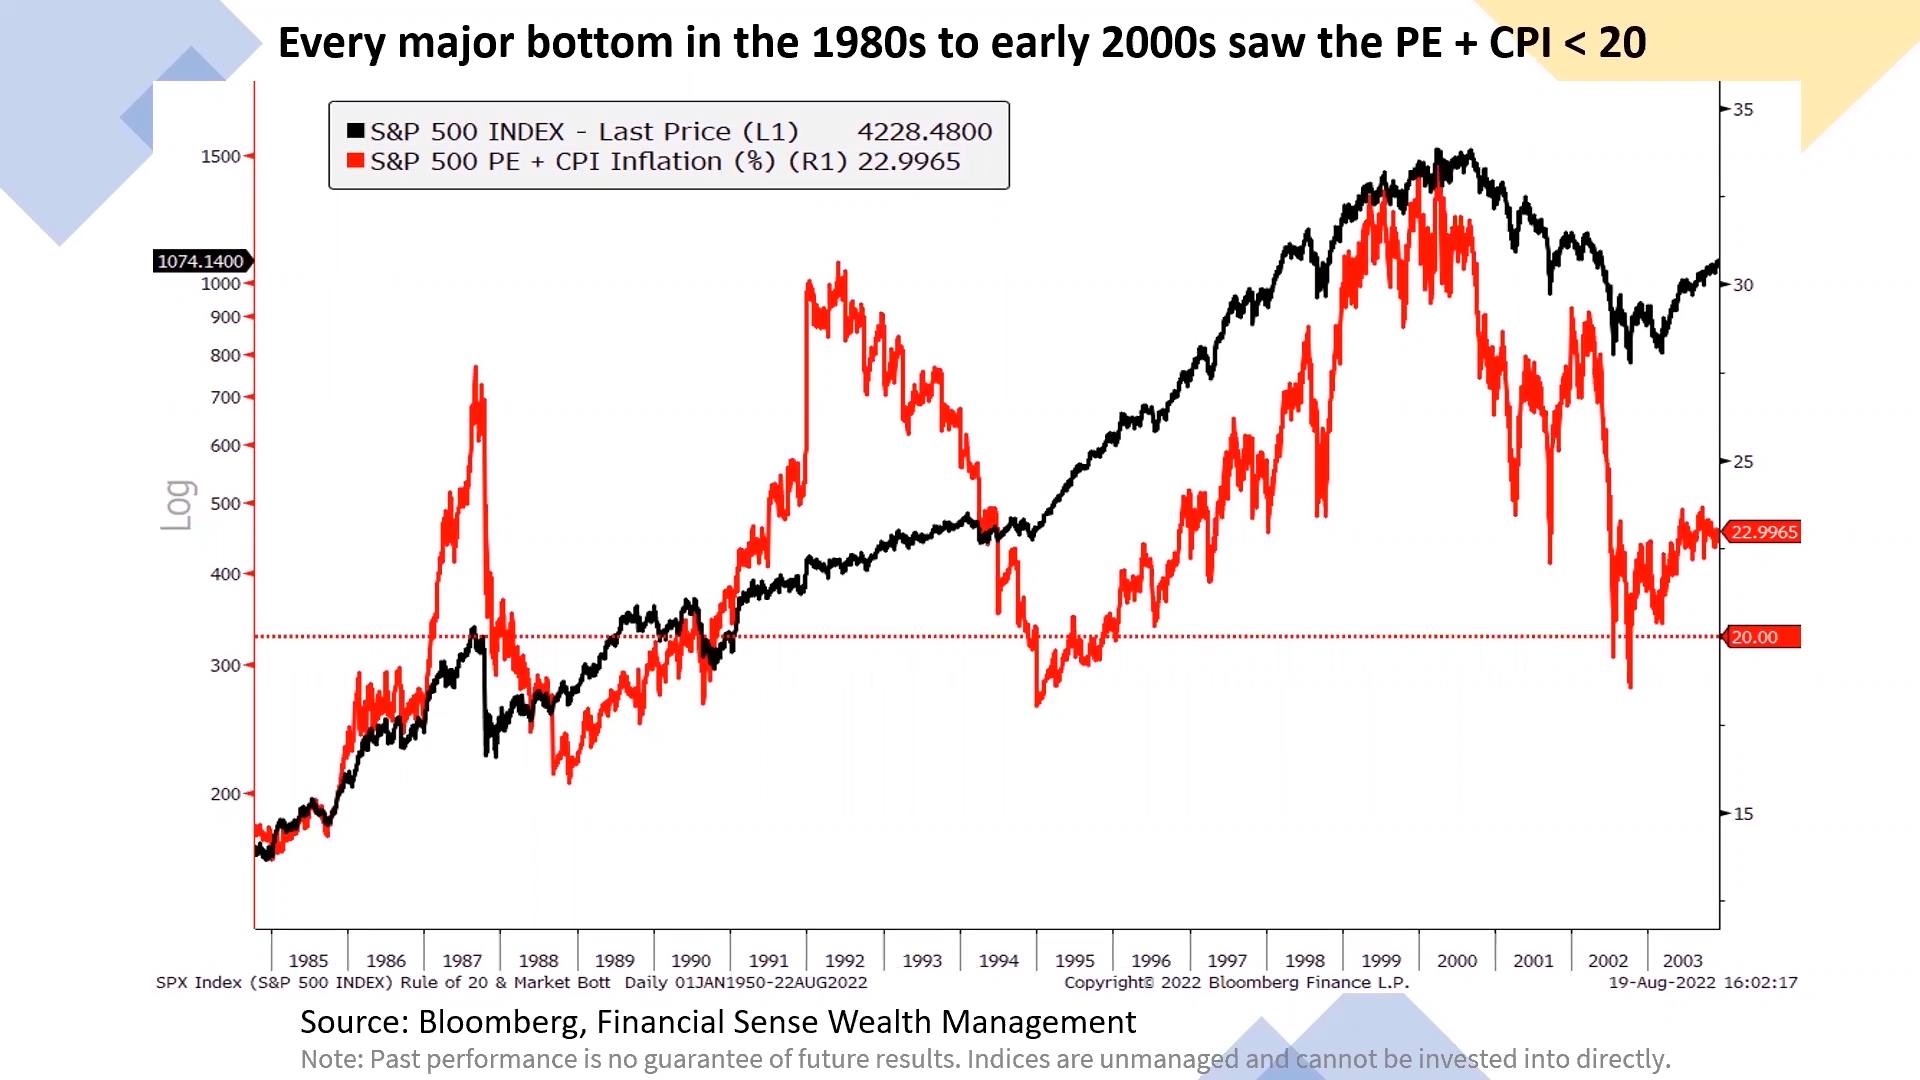 Every major bottom in the 1980s to early 2000s saw the PE + CPI < 20
S&P 500 INDEX - Last Price (L1) 4228.4800
S&P 500 PE + CPI Inflation (%) (R1) 22.9965
1500
1074.1400
1000
900
800
700
600
500
400
300
200
Log
35
30
25
22.9965
20.00
15
1985 1986 1987 1988 1989 1990 1991 1992 1993 1994 1995 1996 1997 1998 1999 2000 2001 2002 2003
SPX Index (S&P 500 INDEX) Rule of 20 & Market Bott Daily 01JAN1950-22AUG2022 Copyright© 2022 Bloomberg Finance L.P. 19-Aug-2022 16:02:17
Source: Bloomberg, Financial Sense Wealth Management
Note: Past performance is no guarantee of future results. Indices are unmanaged and cannot be invested into directly.